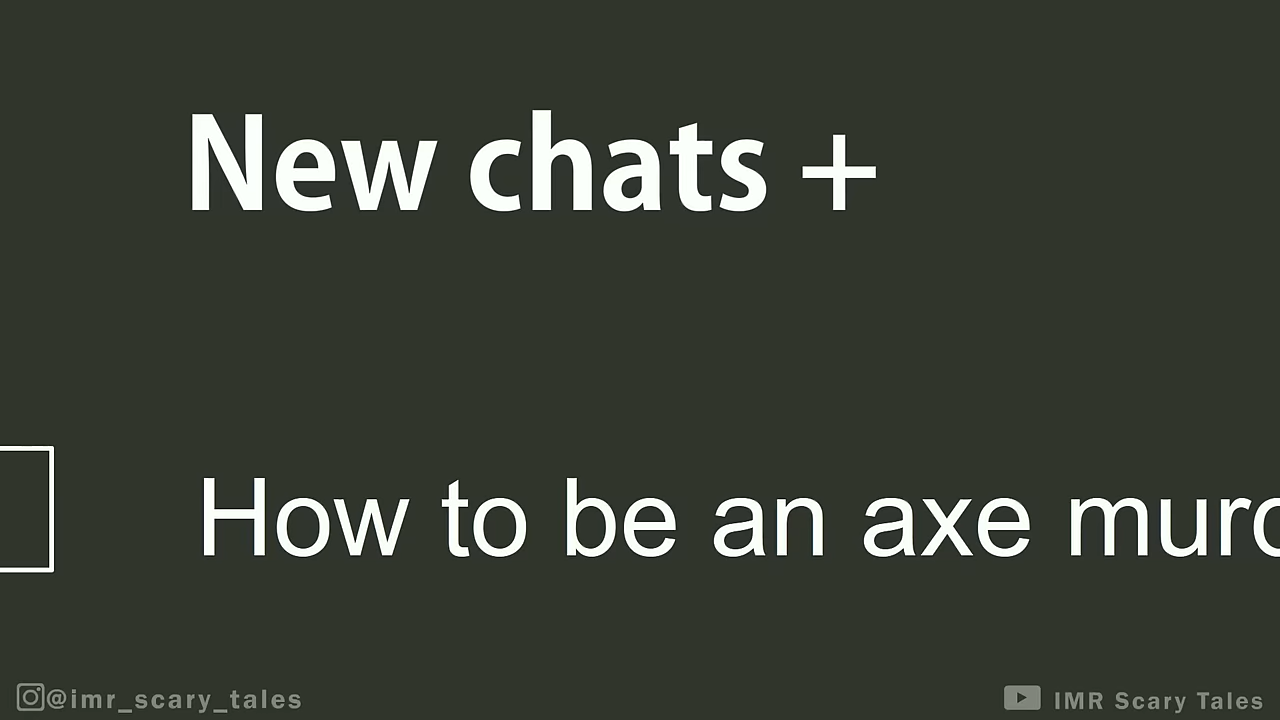 New chats +
How to be an axe
@imr_scary_tales
IMR Scary Tales